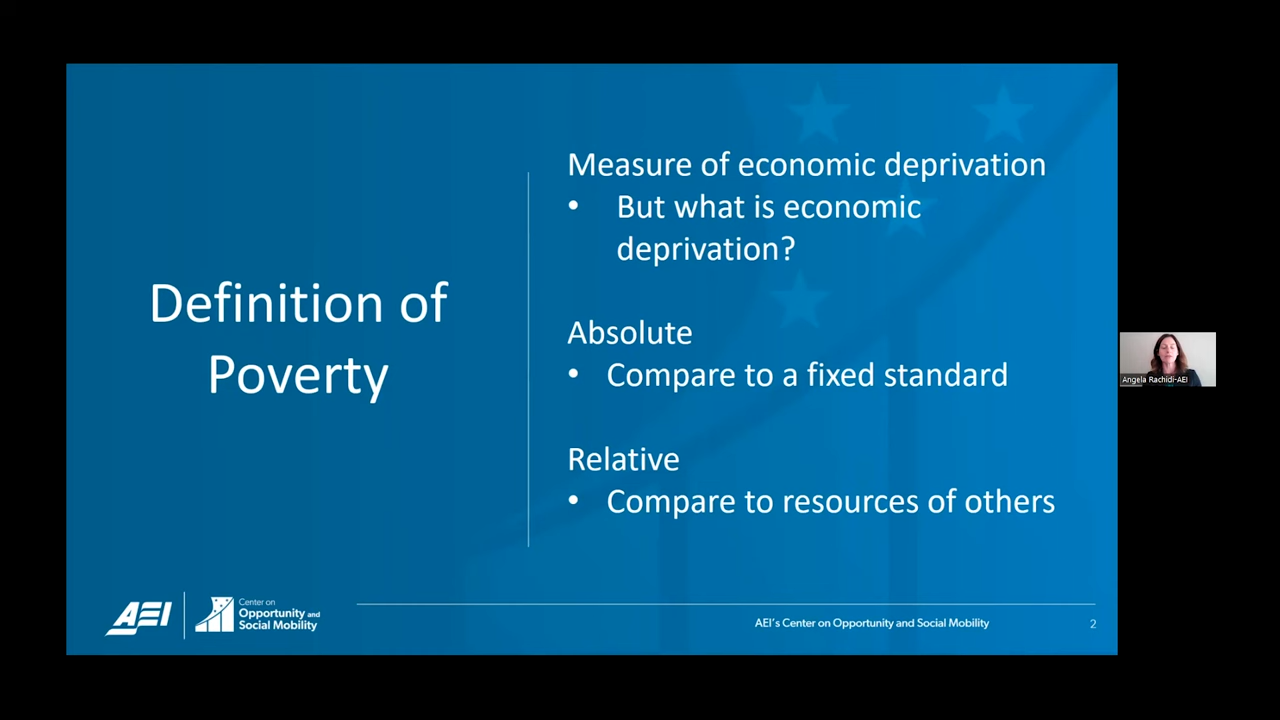 Definition of
Poverty
Measure of economic deprivation
• But what is economic
deprivation?
Absolute
• Compare to a fixed standard
Relative
• Compare to resources of others
AEI
Center on
Opportunity and
Social Mobility
AEI's Center on Opportunity and Social Mobility
2
Angela Rachidi-AEI